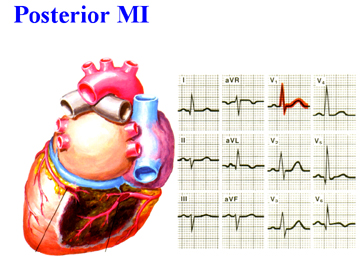 Posterior MI
I aVR V1 V4
II aVL V2 V5
III aVF V3 V6